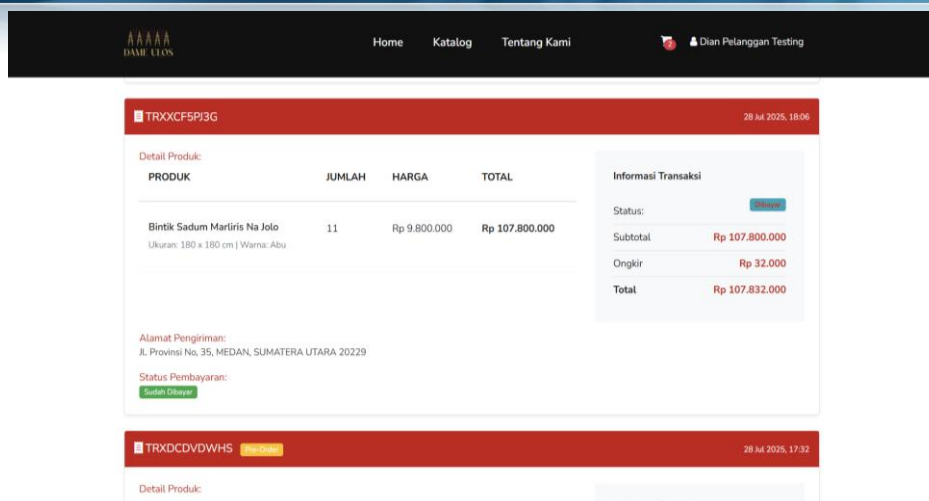 DAME ULOS
Home Katalog Tentang Kami 2 Dian Pelanggan Testing
TRXXCF5PJ3G 28 Jul 2025, 18:06
Detail Produk:
PRODUK JUMLAH HARGA TOTAL
Bintik Sadum Marliris Na Jolo 11 Rp 9.800.000 Rp 107.800.000
Ukuran: 180 x 180 cm | Warna: Abu
Informasi Transaksi
Status: Dibayar
Subtotal Rp 107.800.000
Ongkir Rp 32.000
Total Rp 107.832.000
Alamat Pengiriman:
Jl. Provinsi No, 35, MEDAN, SUMATERA UTARA 20229
Status Pembayaran:
Sudah Dibayar
TRXDCDVDWHS Pre-Order 28 Jul 2025, 17:32
Detail Produk: